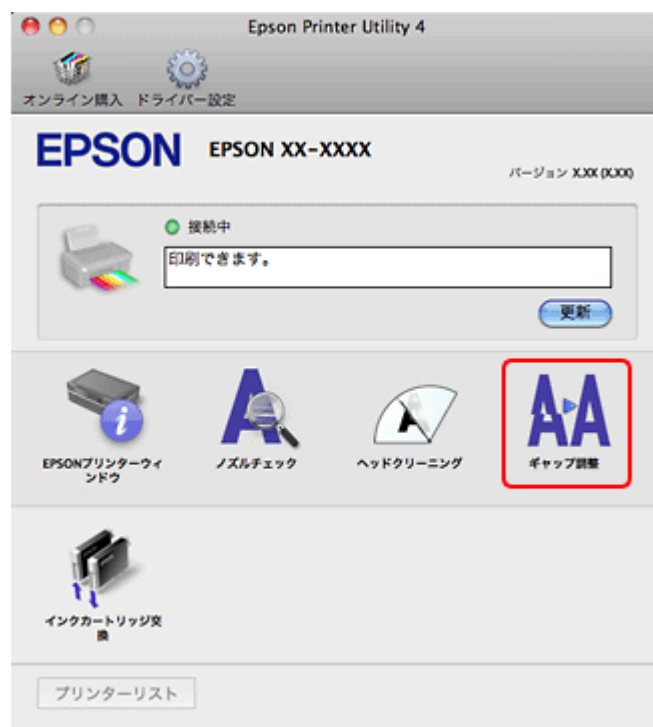 Epson Printer Utility 4
オンライン購入 ドライバー設定
EPSON EPSON XX-XXXX
バージョン X.XX (X.XX)
接続中
印刷できます。
更新
EPSONプリンターウィ
ンドウ
ノズルチェック
ヘッドクリーニング
ギャップ調整
インクカートリッジ交
換
プリンターリスト